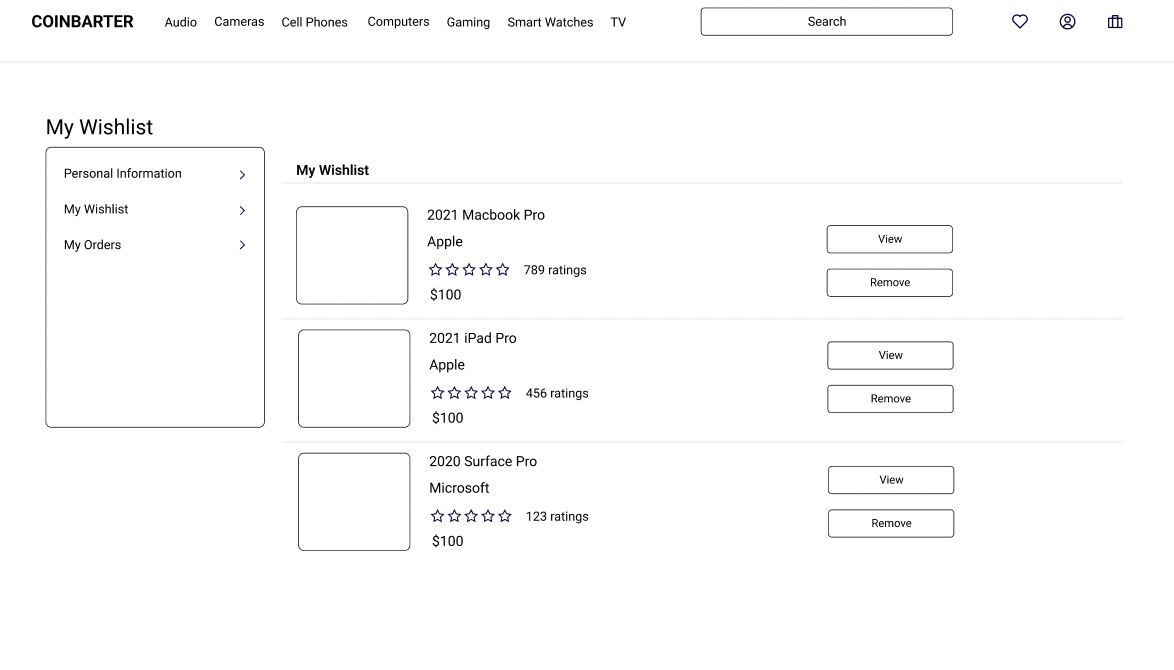 COINBARTER Audio Cameras Cell Phones Computers Gaming Smart Watches TV Search
My Wishlist
Personal Information
My Wishlist
My Orders
My Wishlist
2021 Macbook Pro
Apple
789 ratings
$100
View
Remove
2021 iPad Pro
Apple
456 ratings
$100
View
Remove
2020 Surface Pro
Microsoft
123 ratings
$100
View
Remove